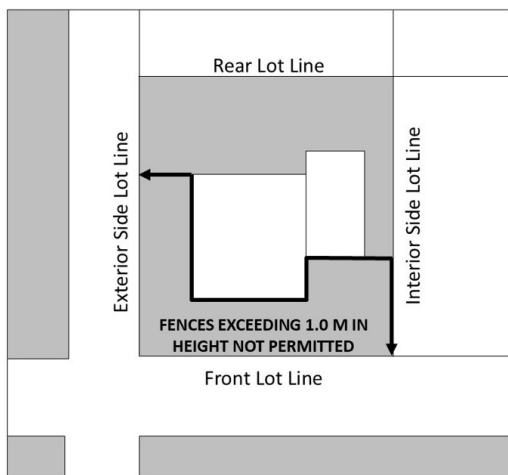 Rear Lot Line
Exterior Side Lot Line
Interior Side Lot Line
FENCES EXCEEDING 1.0 M IN
HEIGHT NOT PERMITTED
Front Lot Line